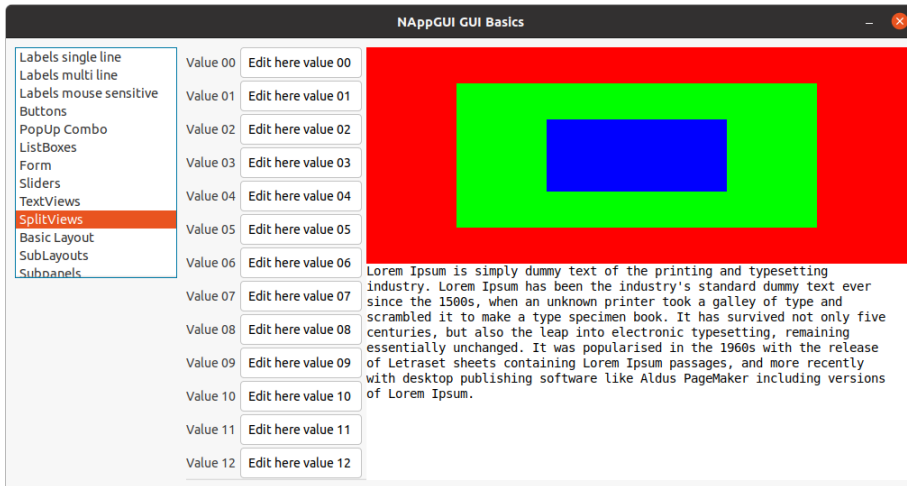 NAppGUI GUI Basics
Labels single line
Labels multi line
Labels mouse sensitive
Buttons
PopUp Combo
ListBoxes
Form
Sliders
TextViews
SplitViews
Basic Layout
SubLayouts
Subpanels
Value 00 Edit here value 00
Value 01 Edit here value 01
Value 02 Edit here value 02
Value 03 Edit here value 03
Value 04 Edit here value 04
Value 05 Edit here value 05
Value 06 Edit here value 06
Value 07 Edit here value 07
Value 08 Edit here value 08
Value 09 Edit here value 09
Value 10 Edit here value 10
Value 11 Edit here value 11
Value 12 Edit here value 12
Lorem Ipsum is simply dummy text of the printing and typesetting
industry. Lorem Ipsum has been the industry's standard dummy text ever
since the 1500s, when an unknown printer took a galley of type and
scrambled it to make a type specimen book. It has survived not only five
centuries, but also the leap into electronic typesetting, remaining
essentially unchanged. It was popularised in the 1960s with the release
of Letraset sheets containing Lorem Ipsum passages, and more recently
with desktop publishing software like Aldus PageMaker including versions
of Lorem Ipsum.